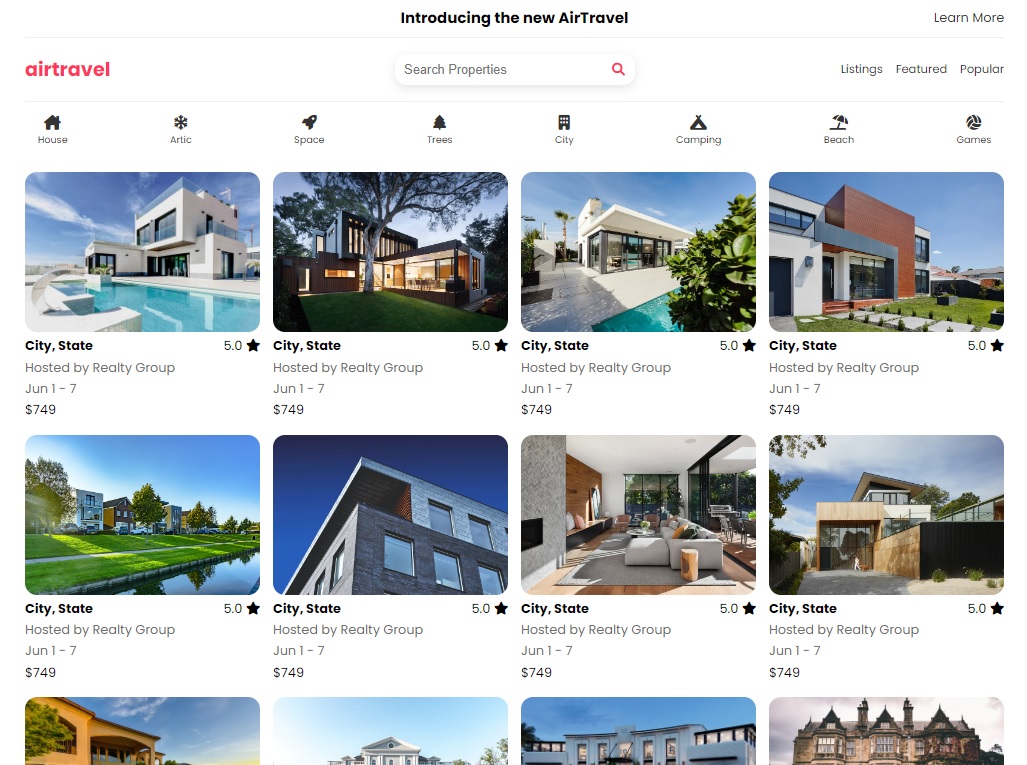 Introducing the new AirTravel Learn More
airtravel Search Properties Listings Featured Popular
House Artic Space Trees City Camping Beach Games
City, State 5.0 City, State 5.0 City, State 5.0 City, State 5.0
Hosted by Realty Group Hosted by Realty Group Hosted by Realty Group Hosted by Realty Group
Jun 1 - 7 Jun 1 - 7 Jun 1 - 7 Jun 1 - 7
$749 $749 $749 $749
City, State 5.0 City, State 5.0 City, State 5.0 City, State 5.0
Hosted by Realty Group Hosted by Realty Group Hosted by Realty Group Hosted by Realty Group
Jun 1 - 7 Jun 1 - 7 Jun 1 - 7 Jun 1 - 7
$749 $749 $749 $749